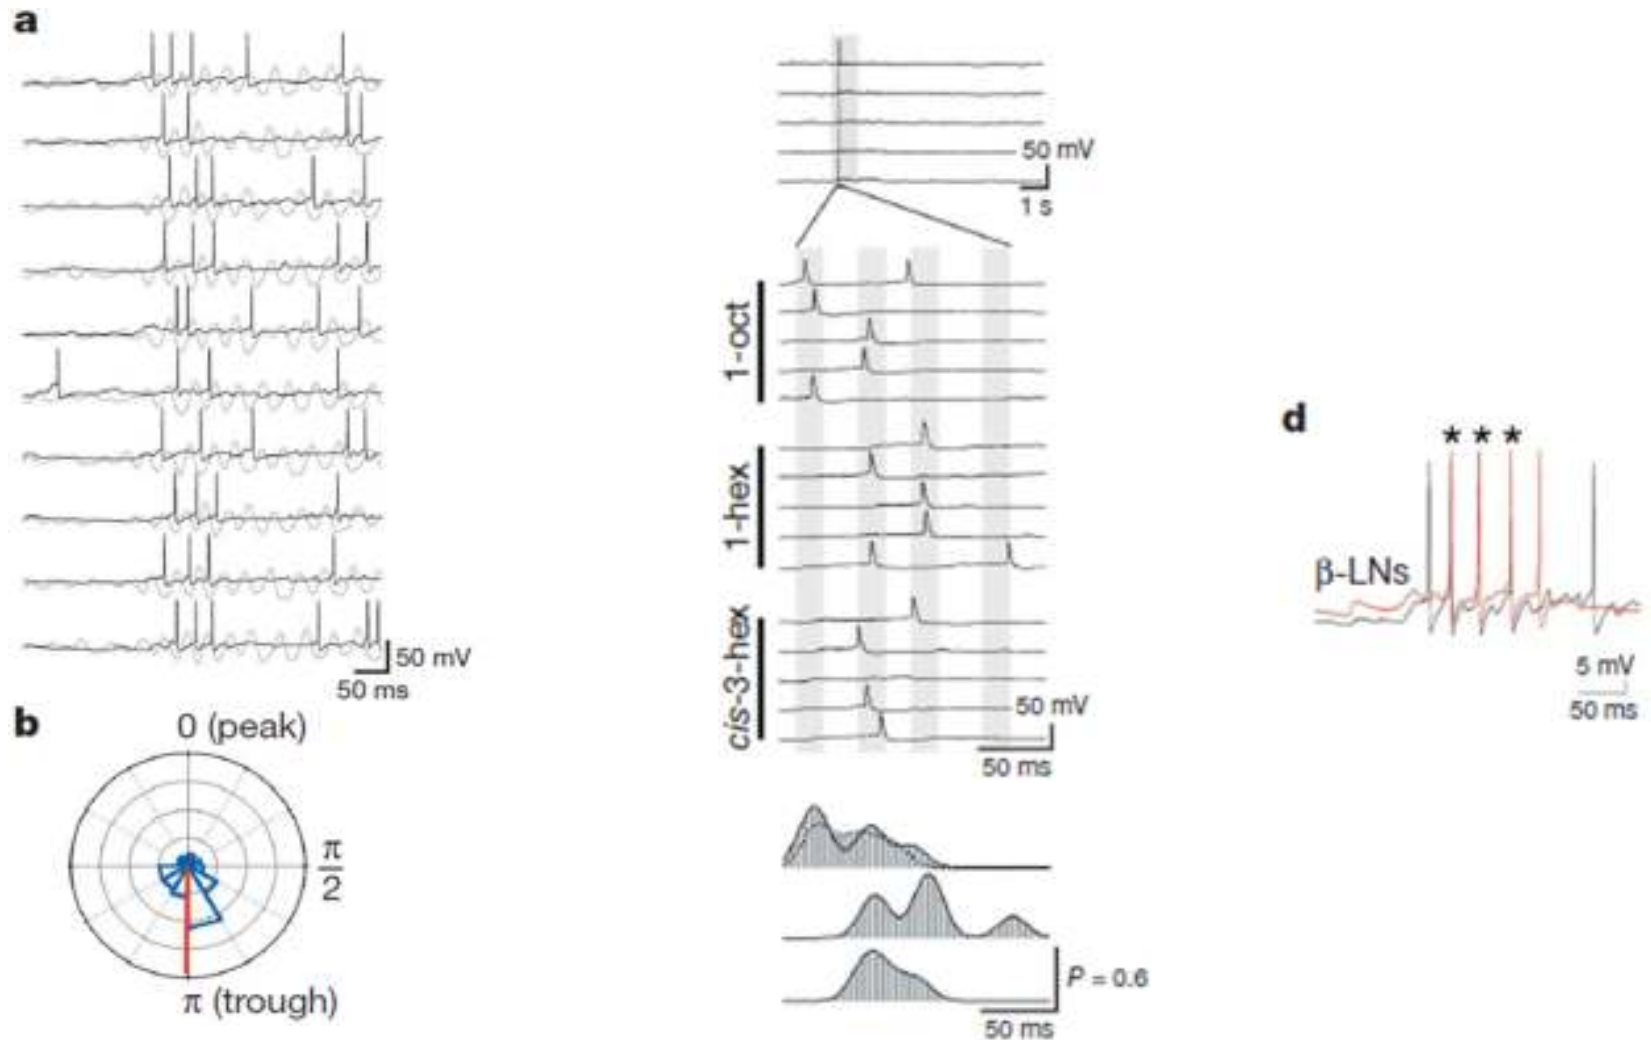 a
50 mV
50 ms
b
0 (peak)
π
2
π (trough)
50 mV
1 s
1-oct
1-hex
cis-3-hex
50 mV
50 ms
P = 0.6
50 ms
d
* * *
β-LNs
5 mV
50 ms